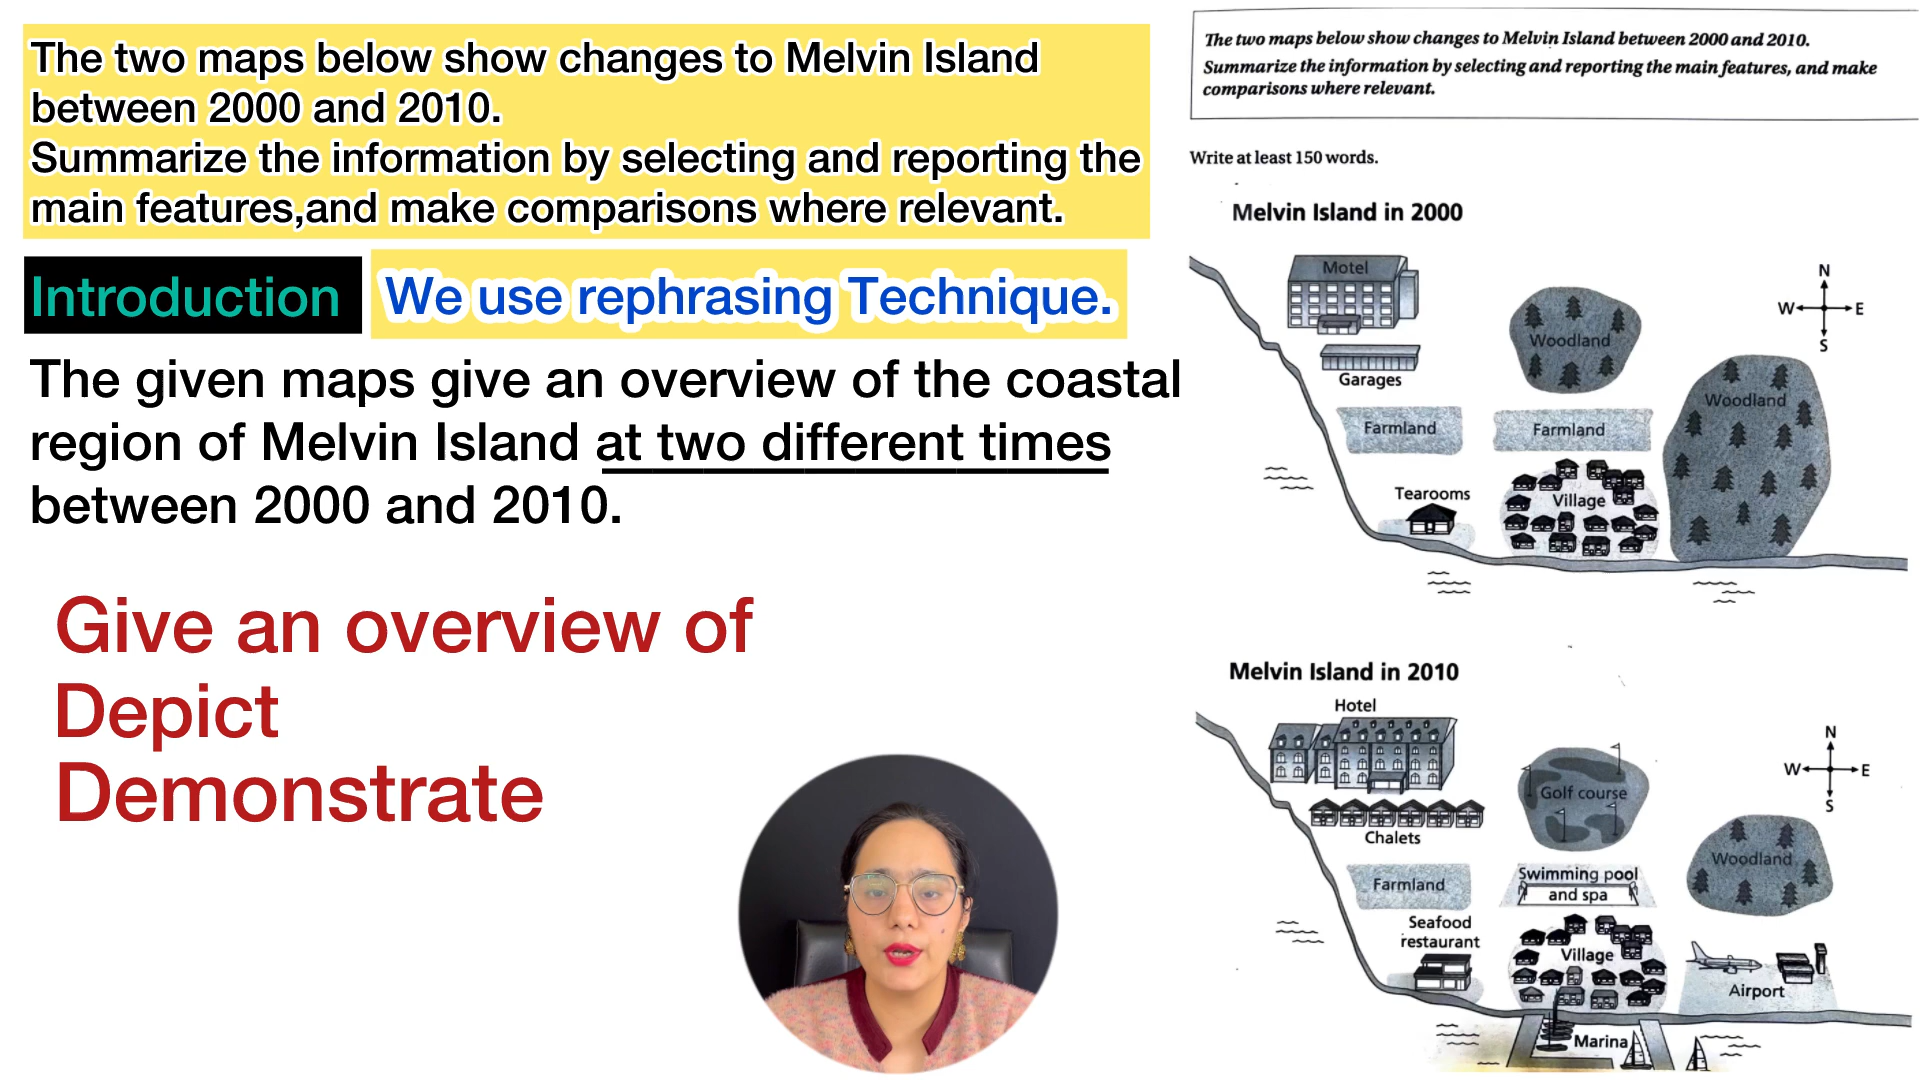 The two maps below show changes to Melvin Island
between 2000 and 2010.
Summarize the information by selecting and reporting the
main features,and make comparisons where relevant.
Introduction
We use rephrasing Technique.
The given maps give an overview of the coastal
region of Melvin Island at two different times
between 2000 and 2010.
Give an overview of
Depict
Demonstrate
The two maps below show changes to Melvin Island between 2000 and 2010.
Summarize the information by selecting and reporting the main features, and make
comparisons where relevant.
Write at least 150 words.
Melvin Island in 2000
Motel
Garages
Woodland
Woodland
Farmland
Farmland
Tearooms
Village
N
W
E
S
Melvin Island in 2010
Hotel
Chalets
Golf course
Woodland
Farmland
Swimming pool
and spa
Seafood
restaurant
Village
Airport
Marina
N
W
E
S